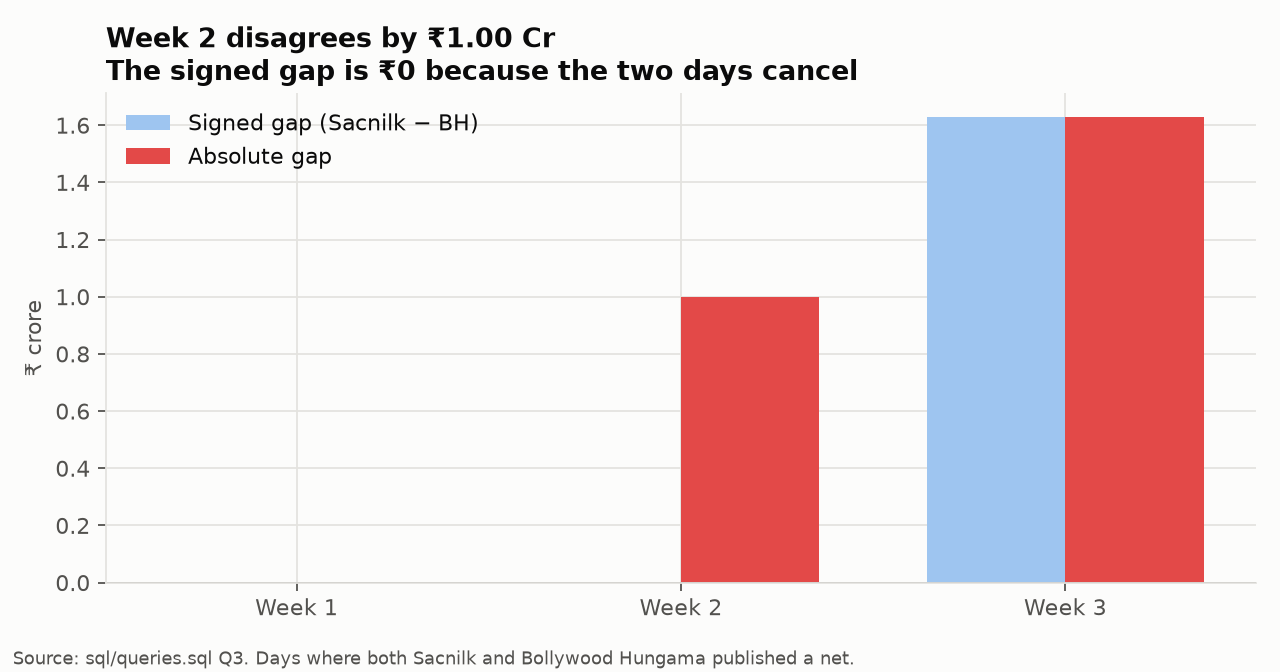 Week 2 disagrees by ₹1.00 Cr
The signed gap is ₹0 because the two days cancel
Signed gap (Sacnilk − BH)
Absolute gap
₹ crore
1.6
1.4
1.2
1.0
0.8
0.6
0.4
0.2
0.0
Week 1
Week 2
Week 3
Source: sql/queries.sql Q3. Days where both Sacnilk and Bollywood Hungama published a net.